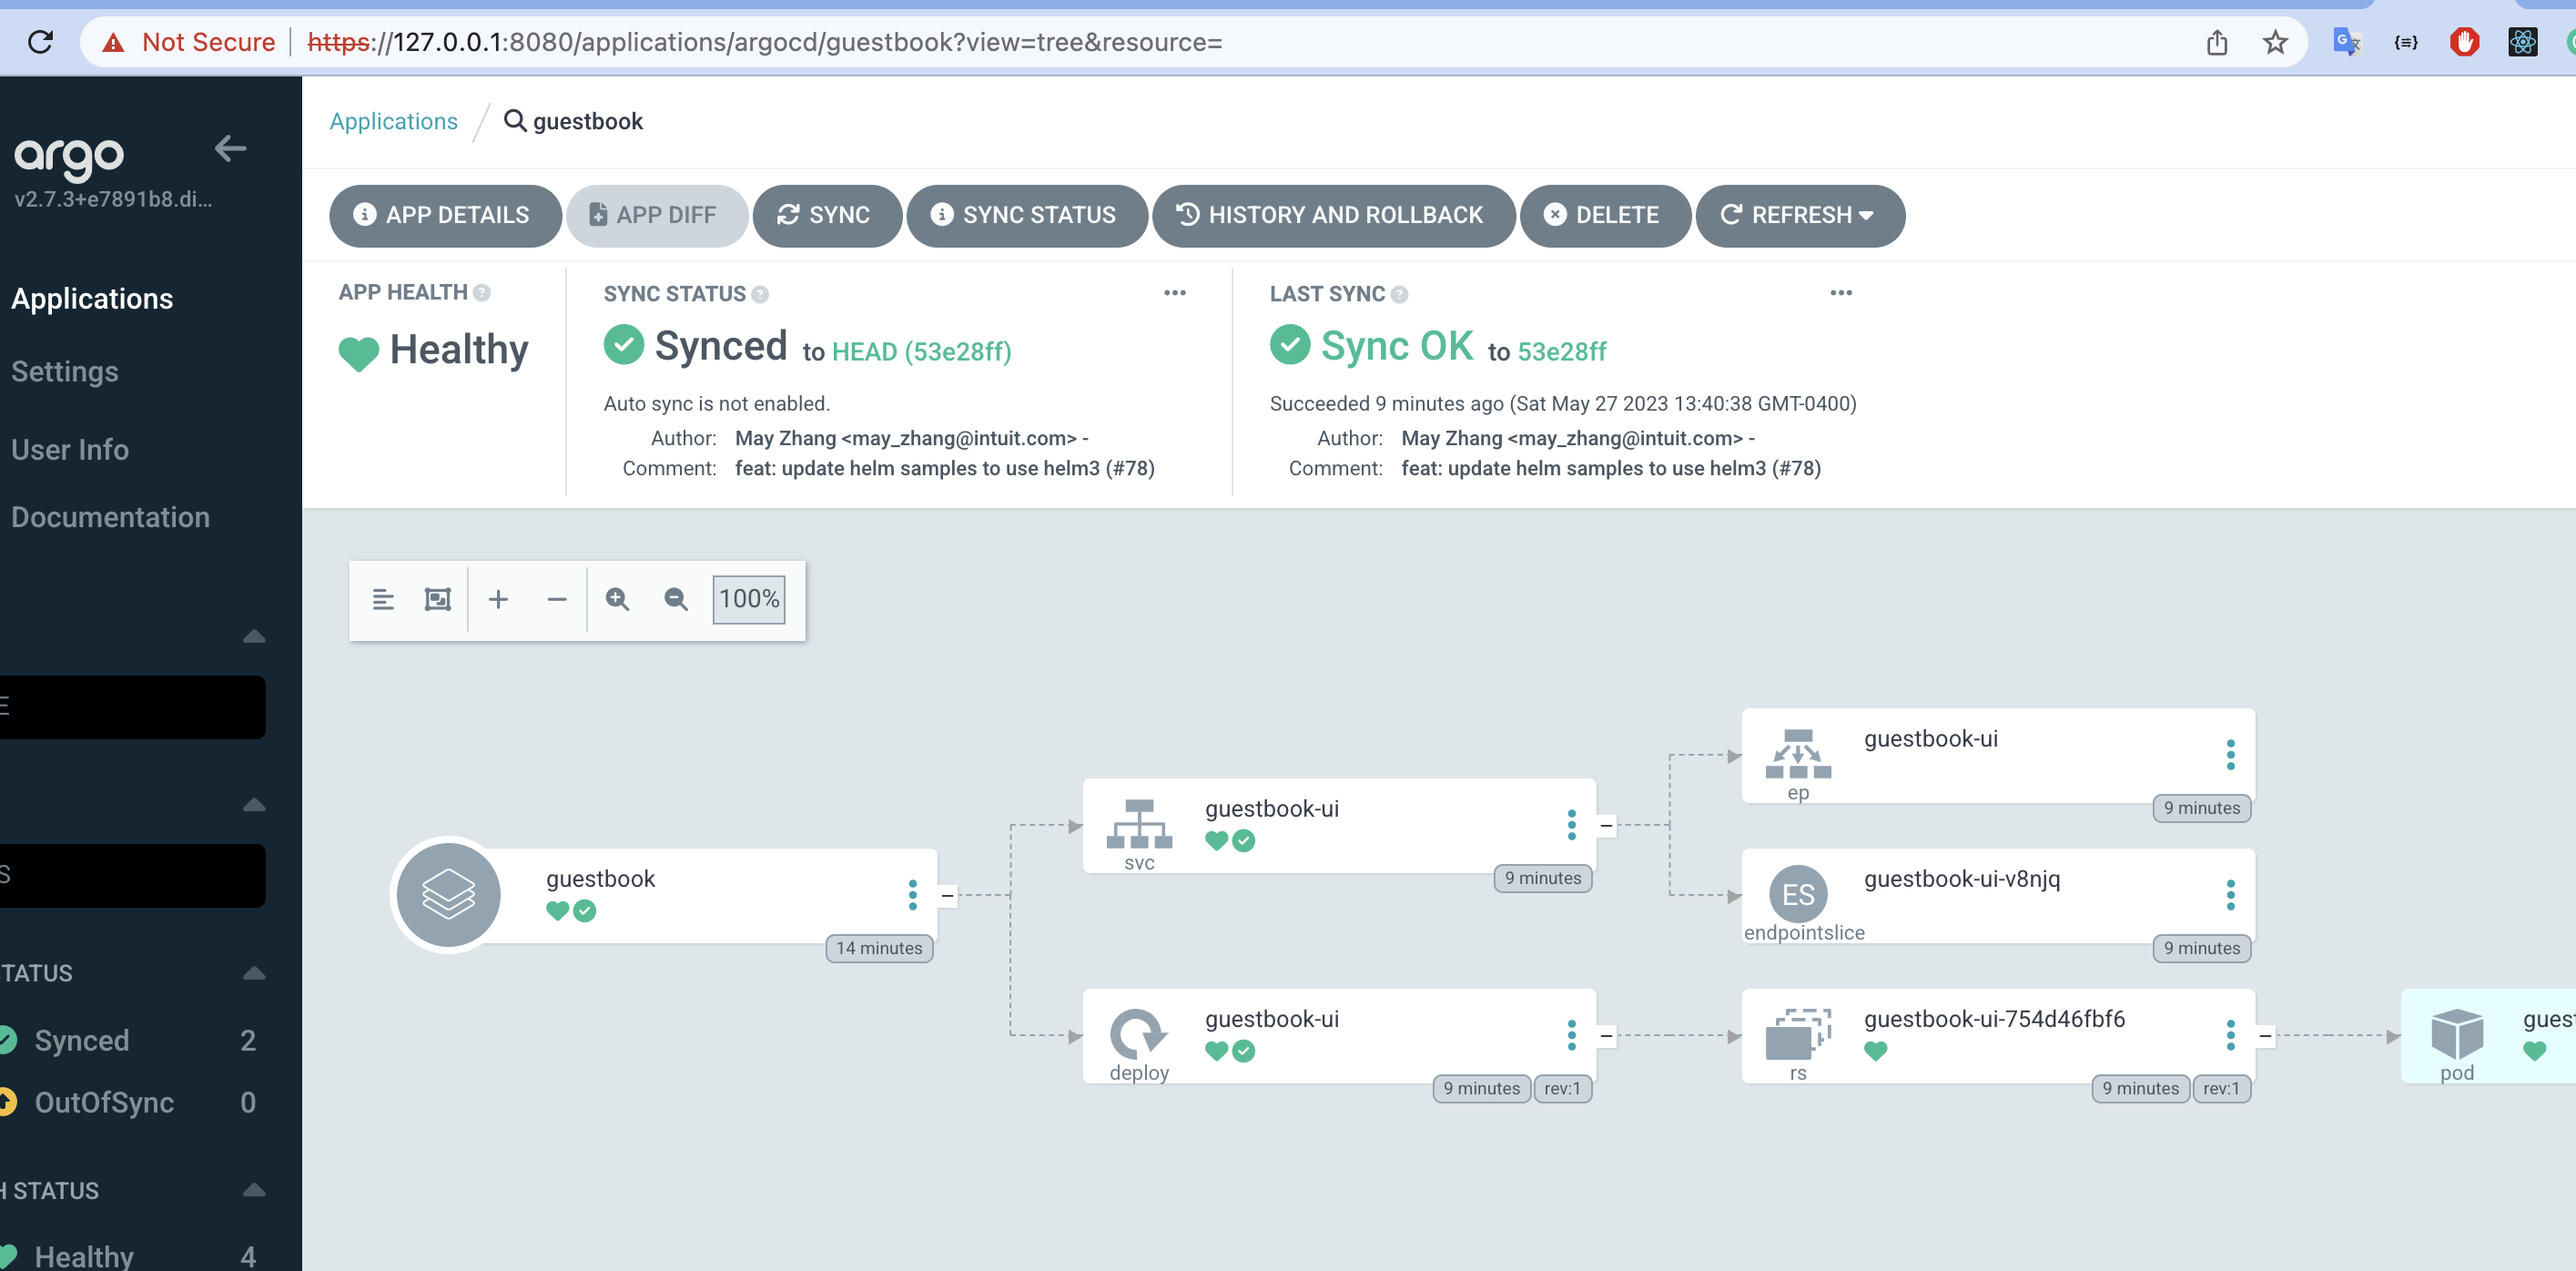 Not Secure | https://127.0.0.1:8080/applications/argocd/guestbook?view=tree&resource=
argo
v2.7.3+e7891b8.di...
Applications
Settings
User Info
Documentation
E
S
TATUS
Synced 2
OutOfSync 0
H STATUS
Healthy 4
Applications / guestbook
APP DETAILS APP DIFF SYNC SYNC STATUS HISTORY AND ROLLBACK DELETE REFRESH
APP HEALTH
Healthy
SYNC STATUS
Synced to HEAD (53e28ff)
Auto sync is not enabled.
Author: May Zhang <may_zhang@intuit.com> -
Comment: feat: update helm samples to use helm3 (#78)
LAST SYNC
Sync OK to 53e28ff
Succeeded 9 minutes ago (Sat May 27 2023 13:40:38 GMT-0400)
Author: May Zhang <may_zhang@intuit.com> -
Comment: feat: update helm samples to use helm3 (#78)
100%
guestbook
14 minutes
guestbook-ui
svc
9 minutes
guestbook-ui
deploy
9 minutes rev:1
guestbook-ui
ep
9 minutes
ES
guestbook-ui-v8njq
endpointslice
9 minutes
guestbook-ui-754d46fbf6
rs
9 minutes rev:1
gues
pod